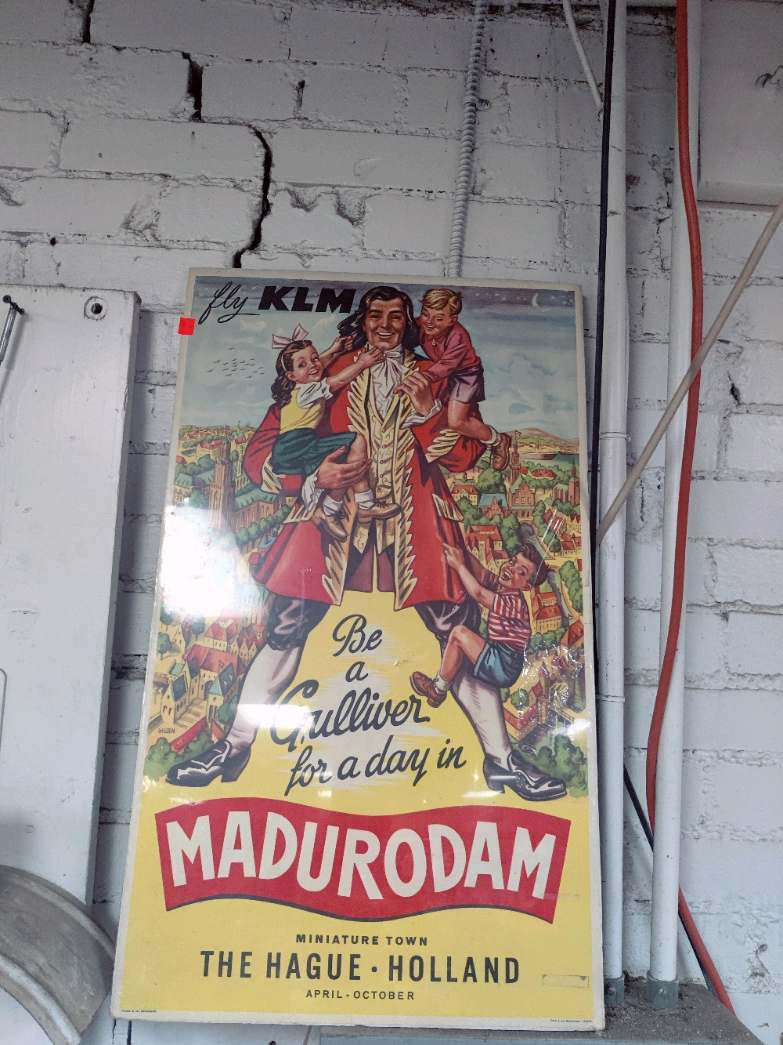 fly KLM
Be
a
Gulliver
for a day in
MADURODAM
MINIATURE TOWN
THE HAGUE · HOLLAND
APRIL - OCTOBER